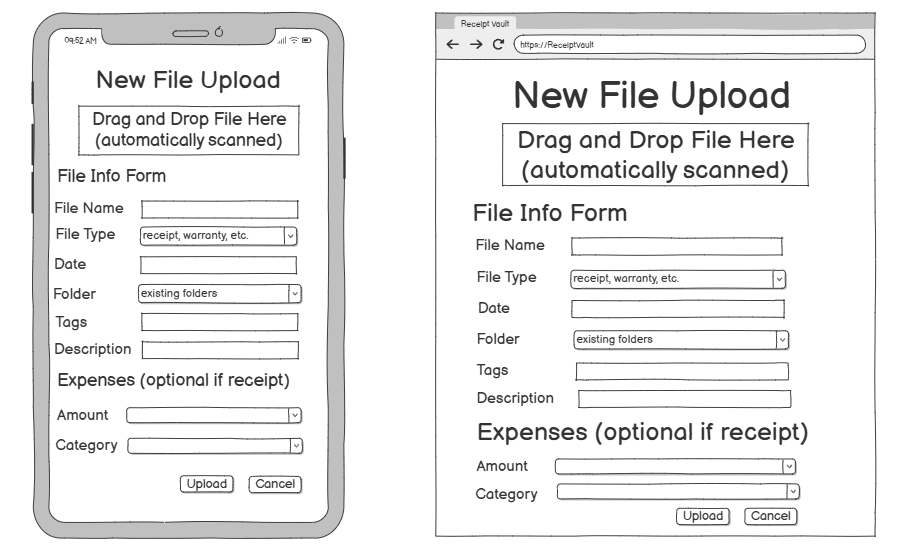 09:52 AM
New File Upload
Drag and Drop File Here
(automatically scanned)
File Info Form
File Name
File Type receipt, warranty, etc.
Date
Folder existing folders
Tags
Description
Expenses (optional if receipt)
Amount
Category
Upload Cancel
Receipt Vault
https://ReceiptVault
New File Upload
Drag and Drop File Here
(automatically scanned)
File Info Form
File Name
File Type receipt, warranty, etc.
Date
Folder existing folders
Tags
Description
Expenses (optional if receipt)
Amount
Category
Upload Cancel